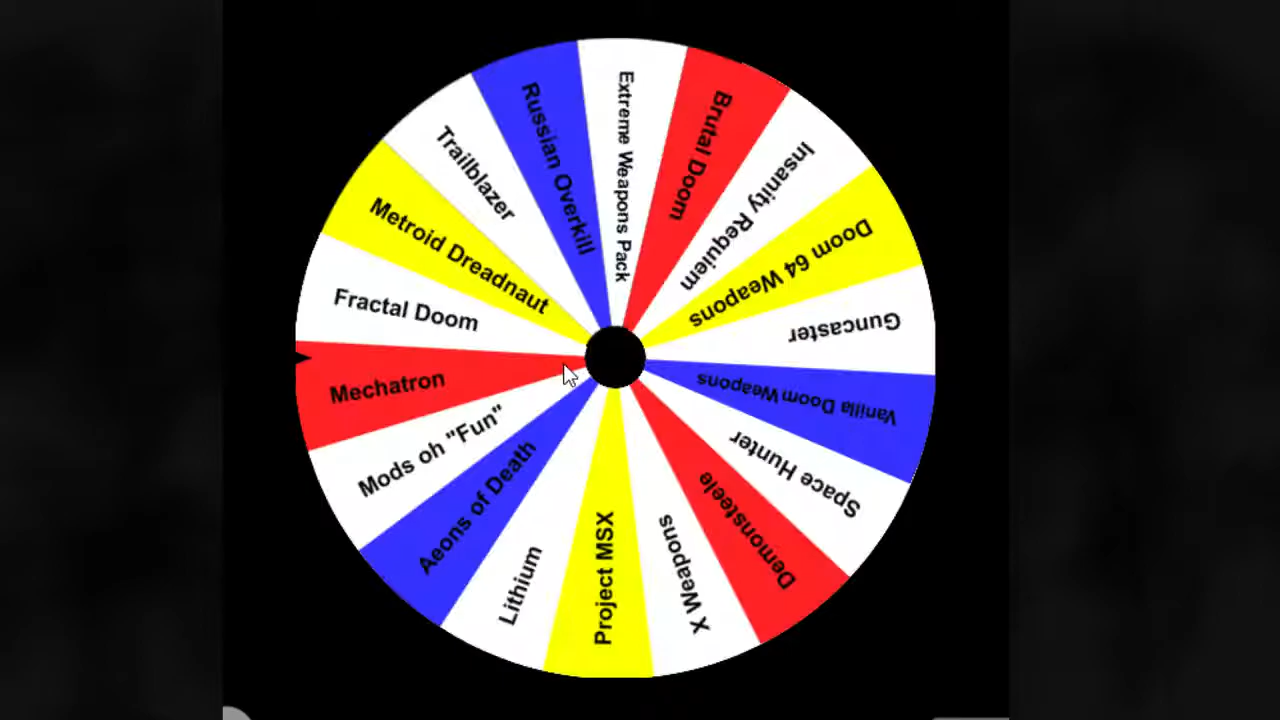 Extreme Weapons Pack
Brutal Doom
Insanity Requiem
Doom 64 Weapons
Guncaster
Vanilla Doom Weapons
Space Hunter
Demonsteele
X Weapons
Project MSX
Lithium
Aeons of Death
Mods oh "Fun"
Mechatron
Fractal Doom
Metroid Dreadnaut
Trailblazer
Russian Overkill